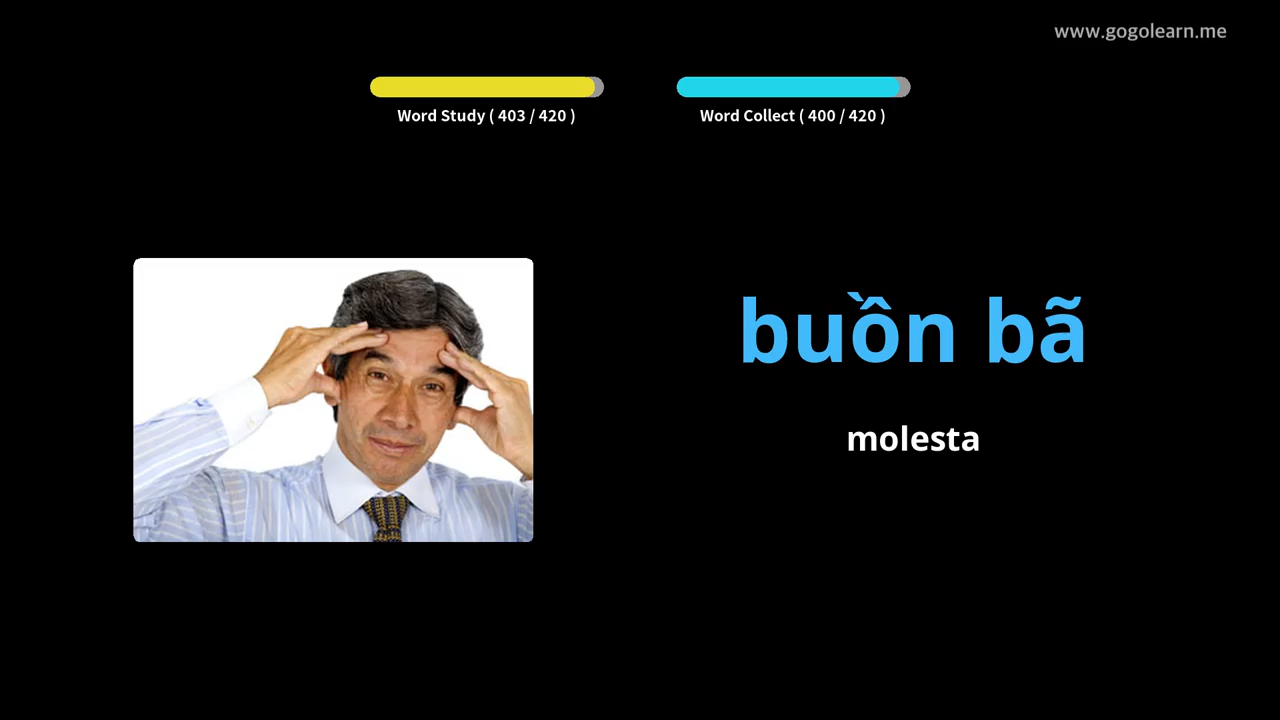 www.gogolearn.me
Word Study ( 403 / 420 )
Word Collect ( 400 / 420 )
buồn bã
molesta